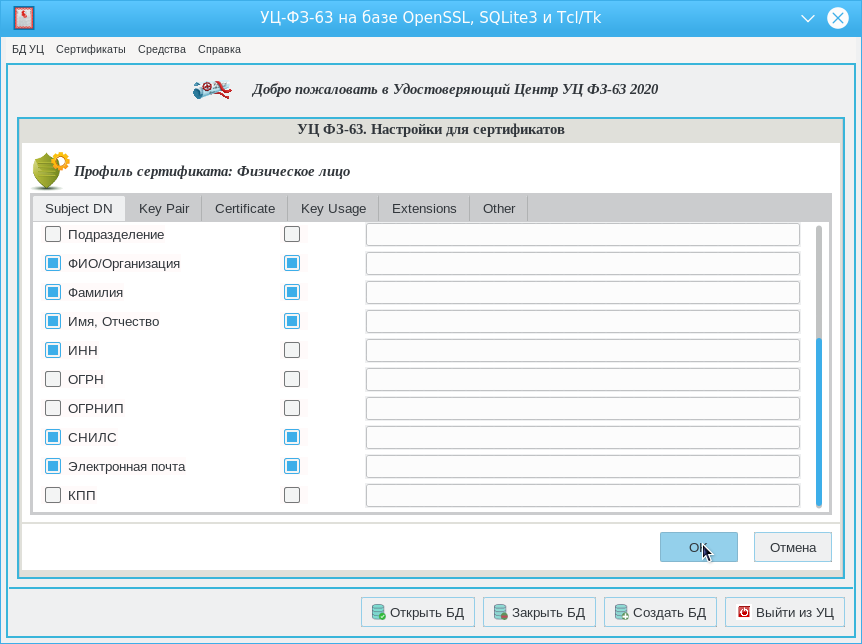 УЦ-ФЗ-63 на базе OpenSSL, SQLite3 и Tcl/Tk
БД УЦ Сертификаты Средства Справка
Добро пожаловать в Удостоверяющий Центр УЦ ФЗ-63 2020
УЦ ФЗ-63. Настройки для сертификатов
Профиль сертификата: Физическое лицо
Subject DN Key Pair Certificate Key Usage Extensions Other
Подразделение
ФИО/Организация
Фамилия
Имя, Отчество
ИНН
ОГРН
ОГРНИП
СНИЛС
Электронная почта
КПП
OK Отмена
Открыть БД Закрыть БД Создать БД Выйти из УЦ